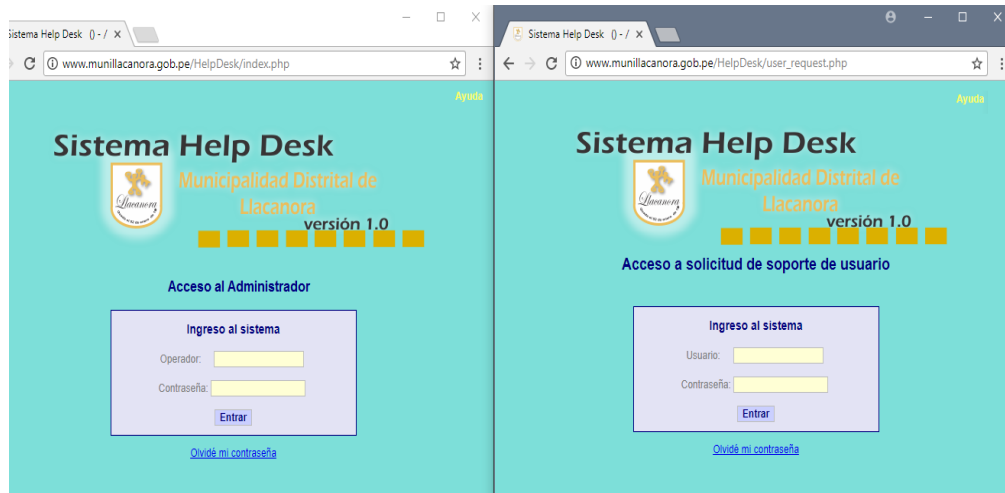 Sistema Help Desk () - /
www.munillacanora.gob.pe/HelpDesk/index.php
Ayuda
Sistema Help Desk
Municipalidad Distrital de
Llacanora
Llacanora
versión 1.0
Acceso al Administrador
Ingreso al sistema
Operador:
Contraseña:
Entrar
Olvidé mi contraseña
Sistema Help Desk () - /
www.munillacanora.gob.pe/HelpDesk/user_request.php
Ayuda
Sistema Help Desk
Municipalidad Distrital de
Llacanora
Llacanora
versión 1.0
Acceso a solicitud de soporte de usuario
Ingreso al sistema
Usuario:
Contraseña:
Entrar
Olvidé mi contraseña